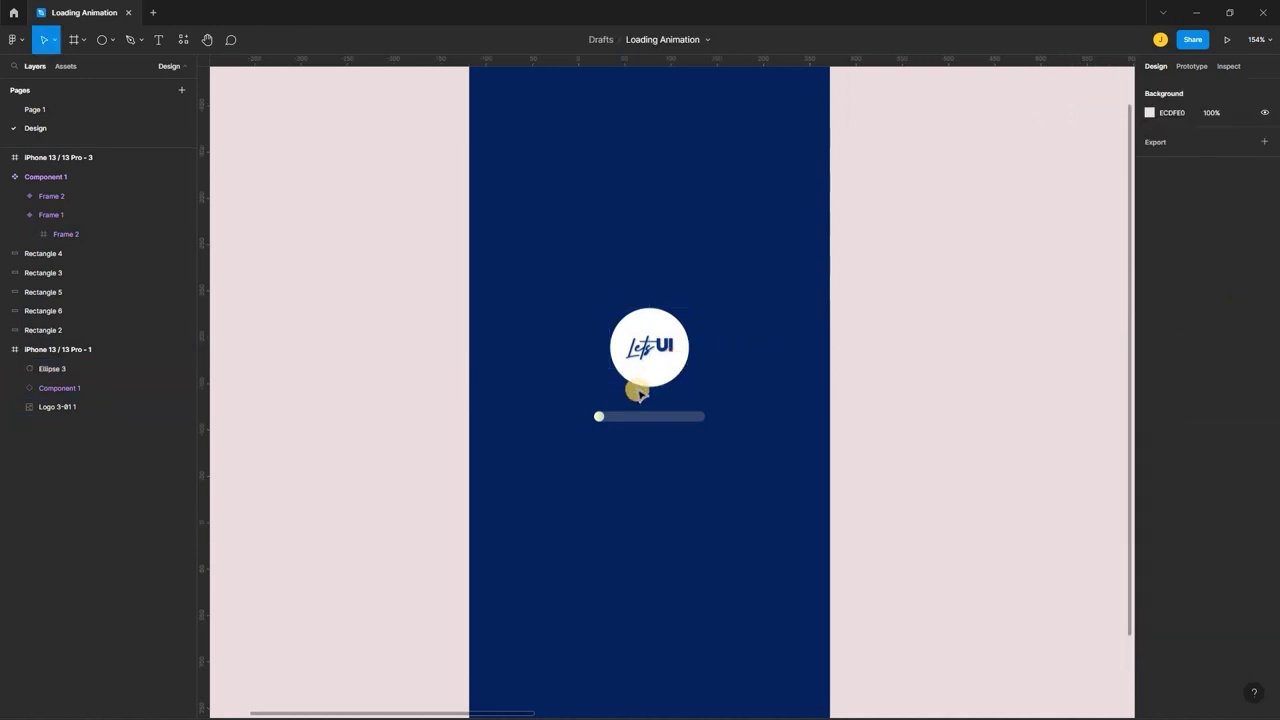 Loading Animation
Drafts / Loading Animation
J
Share
154%
Layers
Assets
Design
Design
Prototype
Inspect
Pages
Background
Page 1
ECDFE0
100%
Design
Export
iPhone 13 / 13 Pro - 3
Component 1
Frame 2
Frame 1
Frame 2
Rectangle 4
Rectangle 3
Rectangle 5
Rectangle 6
Rectangle 2
iPhone 13 / 13 Pro - 1
Ellipse 3
Component 1
Logo 3-01 1
Lets UI
?